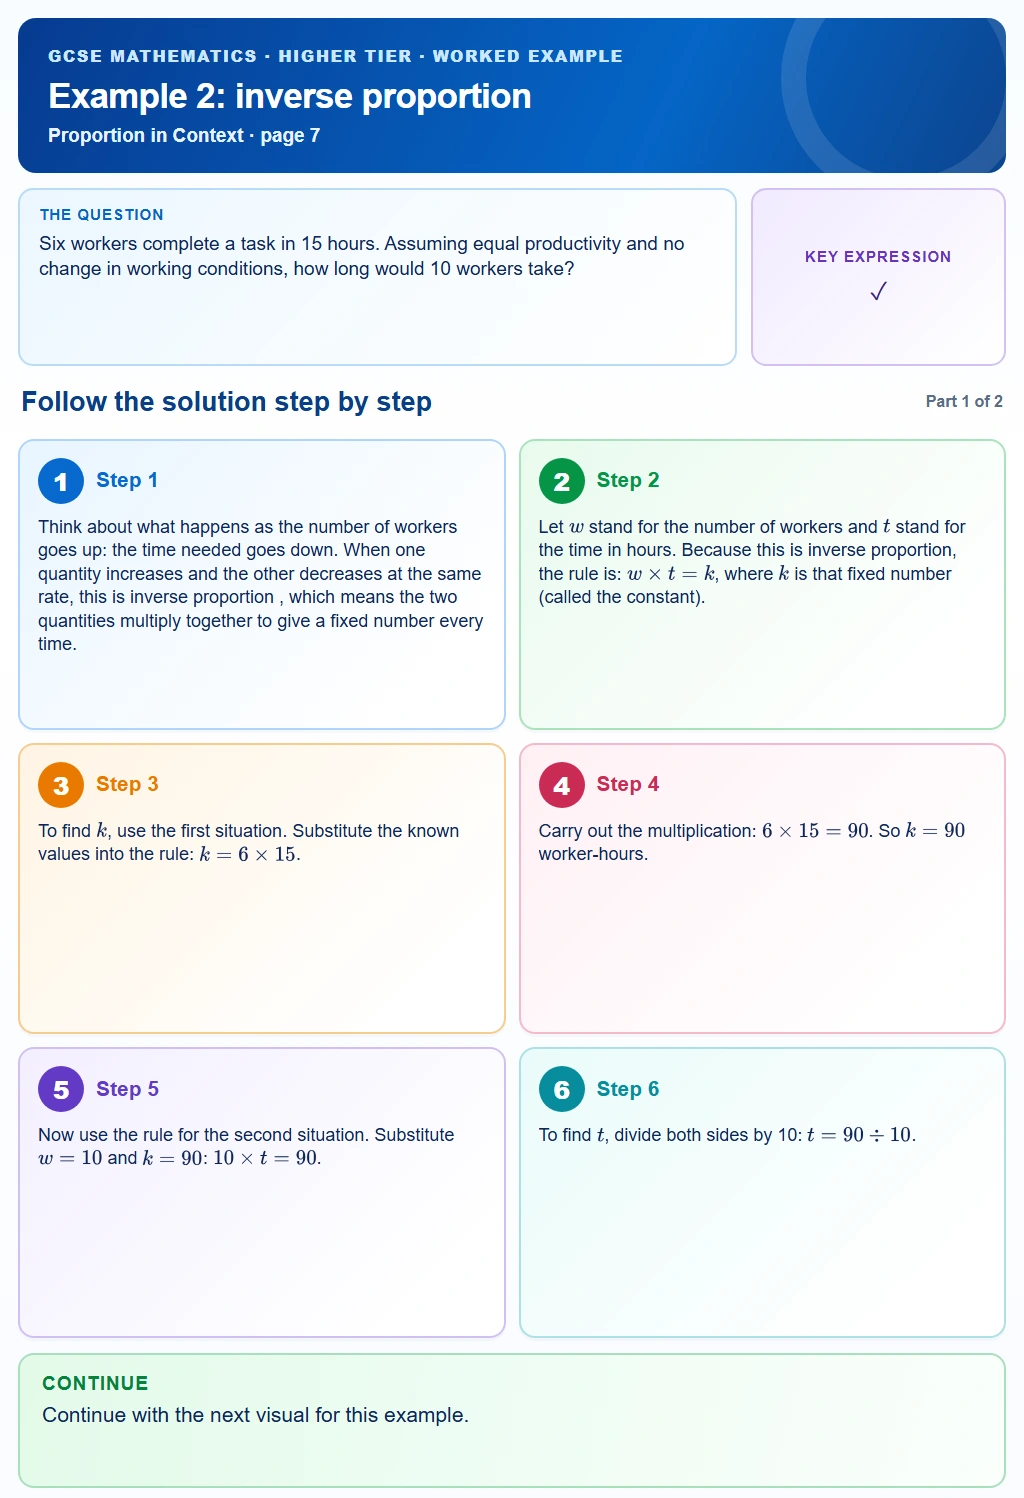 GCSE MATHEMATICS · HIGHER TIER · WORKED EXAMPLE
Example 2: inverse proportion
Proportion in Context · page 7
THE QUESTION
Six workers complete a task in 15 hours. Assuming equal productivity and no
change in working conditions, how long would 10 workers take?
KEY EXPRESSION
✓
Follow the solution step by step
Part 1 of 2
1 Step 1
Think about what happens as the number of workers
goes up: the time needed goes down. When one
quantity increases and the other decreases at the same
rate, this is inverse proportion , which means the two
quantities multiply together to give a fixed number every
time.
2 Step 2
Let w stand for the number of workers and t stand for
the time in hours. Because this is inverse proportion,
the rule is: w × t = k, where k is that fixed number
(called the constant).
3 Step 3
To find k, use the first situation. Substitute the known
values into the rule: k = 6 × 15.
4 Step 4
Carry out the multiplication: 6 × 15 = 90. So k = 90
worker-hours.
5 Step 5
Now use the rule for the second situation. Substitute
w = 10 and k = 90: 10 × t = 90.
6 Step 6
To find t, divide both sides by 10: t = 90 ÷ 10.
CONTINUE
Continue with the next visual for this example.